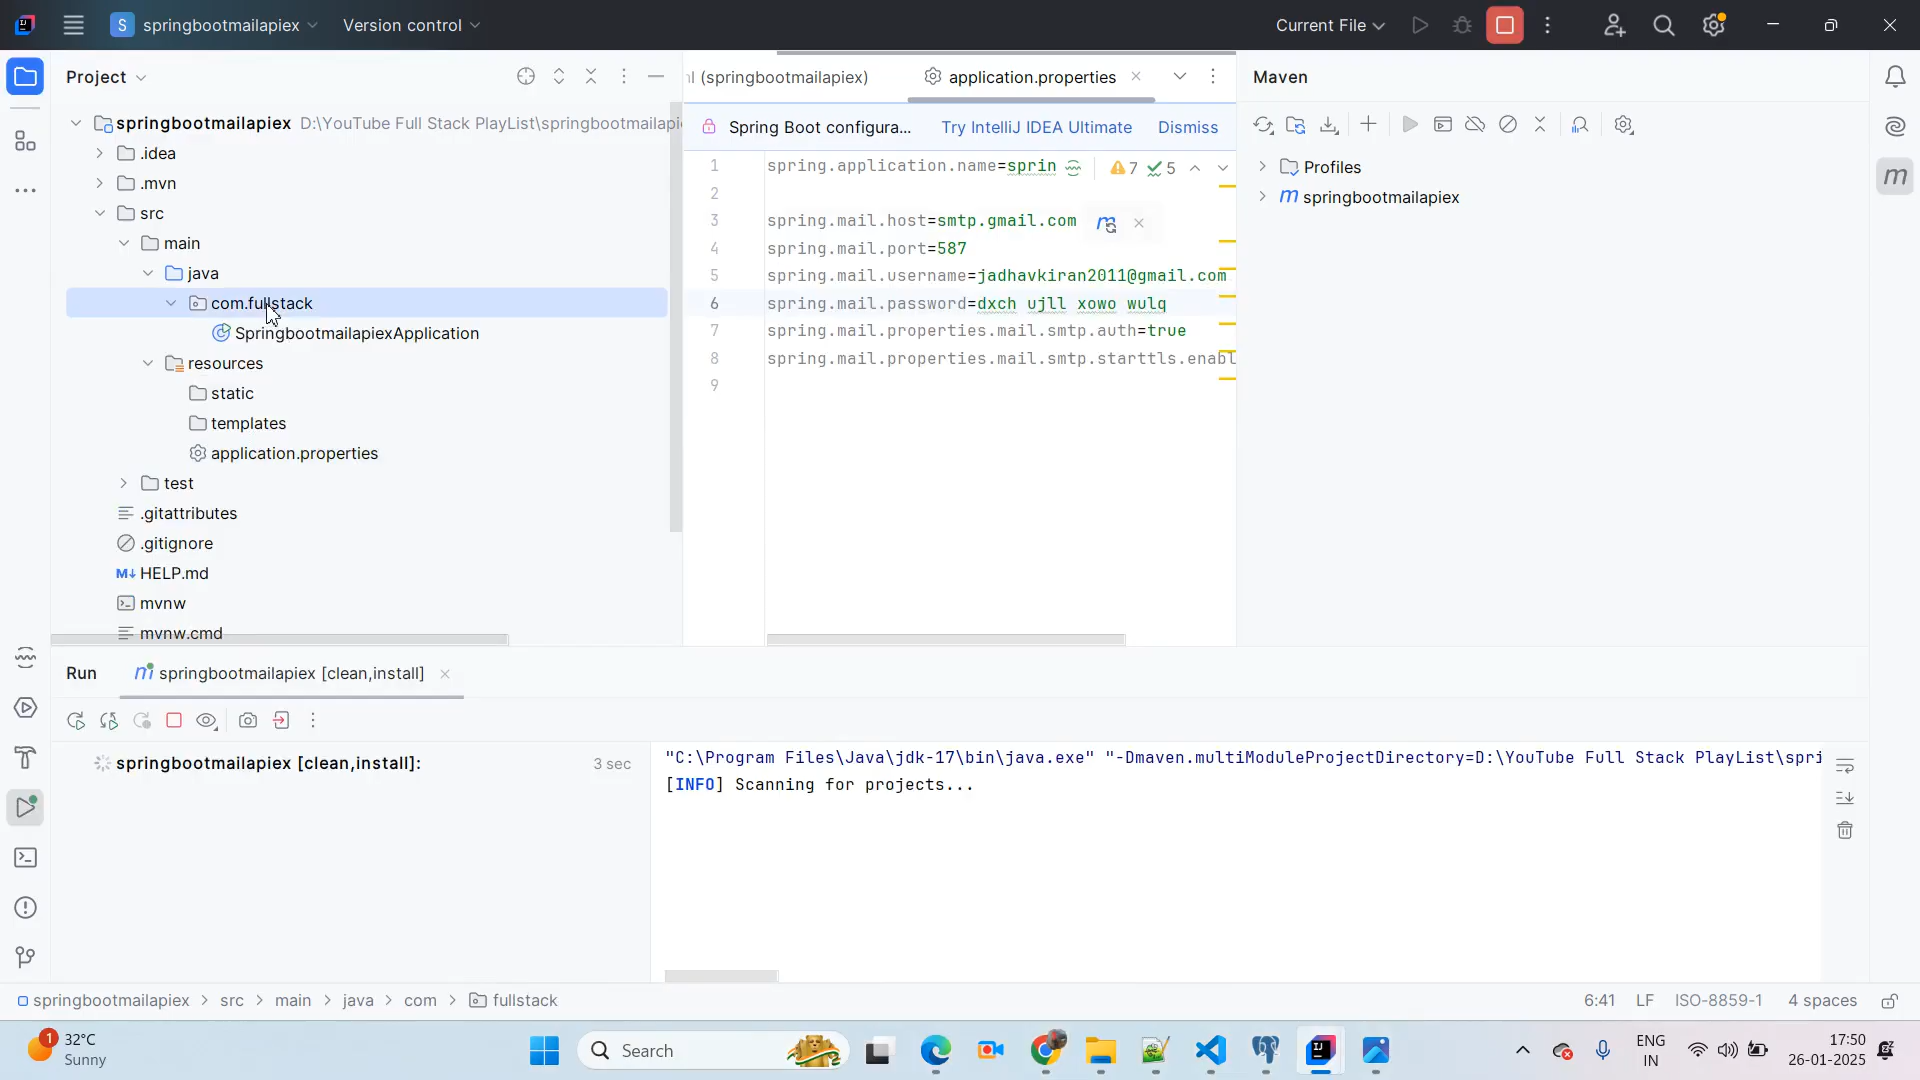 S springbootmailapiex Version control Current File
Project
l (springbootmailapiex) application.properties
Maven
springbootmailapiex D:\YouTube Full Stack PlayList\springbootmailapi
.idea
.mvn
src
main
java
com.fullstack
SpringbootmailapiexApplication
resources
static
templates
application.properties
test
.gitattributes
.gitignore
M↓ HELP.md
mvnw
mvnw.cmd
Spring Boot configura... Try IntelliJ IDEA Ultimate Dismiss
1 spring.application.name=sprin 7 5
2
3 spring.mail.host=smtp.gmail.com
4 spring.mail.port=587
5 spring.mail.username=jadhavkiran2011@gmail.com
6 spring.mail.password=dxch ujll xowo wulq
7 spring.mail.properties.mail.smtp.auth=true
8 spring.mail.properties.mail.smtp.starttls.enabl
9
Profiles
m springbootmailapiex
m
Run m springbootmailapiex [clean,install]
springbootmailapiex [clean,install]: 3 sec
"C:\Program Files\Java\jdk-17\bin\java.exe" "-Dmaven.multiModuleProjectDirectory=D:\YouTube Full Stack PlayList\spri
[INFO] Scanning for projects...
springbootmailapiex > src > main > java > com > fullstack 6:41 LF ISO-8859-1 4 spaces
1 32°C
Sunny
Search
ENG
IN
17:50
26-01-2025